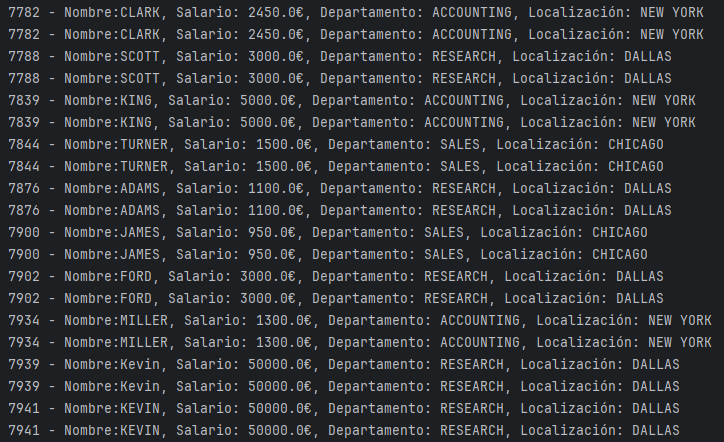 7782 - Nombre:CLARK, Salario: 2450.0€, Departamento: ACCOUNTING, Localización: NEW YORK
7782 - Nombre:CLARK, Salario: 2450.0€, Departamento: ACCOUNTING, Localización: NEW YORK
7788 - Nombre:SCOTT, Salario: 3000.0€, Departamento: RESEARCH, Localización: DALLAS
7788 - Nombre:SCOTT, Salario: 3000.0€, Departamento: RESEARCH, Localización: DALLAS
7839 - Nombre:KING, Salario: 5000.0€, Departamento: ACCOUNTING, Localización: NEW YORK
7839 - Nombre:KING, Salario: 5000.0€, Departamento: ACCOUNTING, Localización: NEW YORK
7844 - Nombre:TURNER, Salario: 1500.0€, Departamento: SALES, Localización: CHICAGO
7844 - Nombre:TURNER, Salario: 1500.0€, Departamento: SALES, Localización: CHICAGO
7876 - Nombre:ADAMS, Salario: 1100.0€, Departamento: RESEARCH, Localización: DALLAS
7876 - Nombre:ADAMS, Salario: 1100.0€, Departamento: RESEARCH, Localización: DALLAS
7900 - Nombre:JAMES, Salario: 950.0€, Departamento: SALES, Localización: CHICAGO
7900 - Nombre:JAMES, Salario: 950.0€, Departamento: SALES, Localización: CHICAGO
7902 - Nombre:FORD, Salario: 3000.0€, Departamento: RESEARCH, Localización: DALLAS
7902 - Nombre:FORD, Salario: 3000.0€, Departamento: RESEARCH, Localización: DALLAS
7934 - Nombre:MILLER, Salario: 1300.0€, Departamento: ACCOUNTING, Localización: NEW YORK
7934 - Nombre:MILLER, Salario: 1300.0€, Departamento: ACCOUNTING, Localización: NEW YORK
7939 - Nombre:Kevin, Salario: 50000.0€, Departamento: RESEARCH, Localización: DALLAS
7939 - Nombre:Kevin, Salario: 50000.0€, Departamento: RESEARCH, Localización: DALLAS
7941 - Nombre:KEVIN, Salario: 50000.0€, Departamento: RESEARCH, Localización: DALLAS
7941 - Nombre:KEVIN, Salario: 50000.0€, Departamento: RESEARCH, Localización: DALLAS